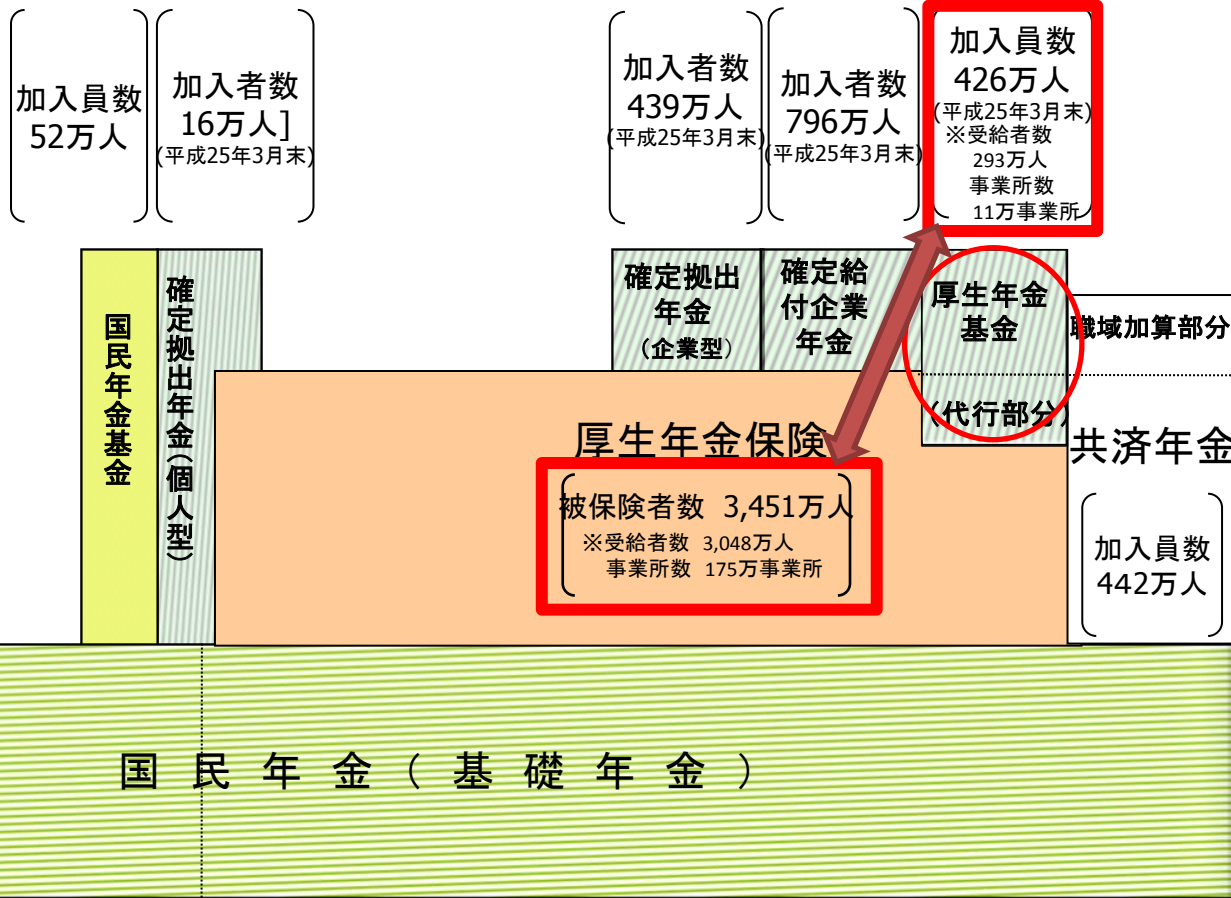 加入員数
52万人
加入者数
16万人]
(平成25年3月末)
加入者数
439万人
(平成25年3月末)
加入者数
796万人
(平成25年3月末)
加入員数
426万人
(平成25年3月末)
※受給者数
293万人
事業所数
11万事業所
国民年金基金
確定拠出年金(個人型)
確定拠出
年金
(企業型)
確定給
付企業
年金
厚生年金
基金
(代行部分)
職域加算部分
厚生年金保険
被保険者数 3,451万人
※受給者数 3,048万人
事業所数 175万事業所
共済年金
加入員数
442万人
国民年金(基礎年金)